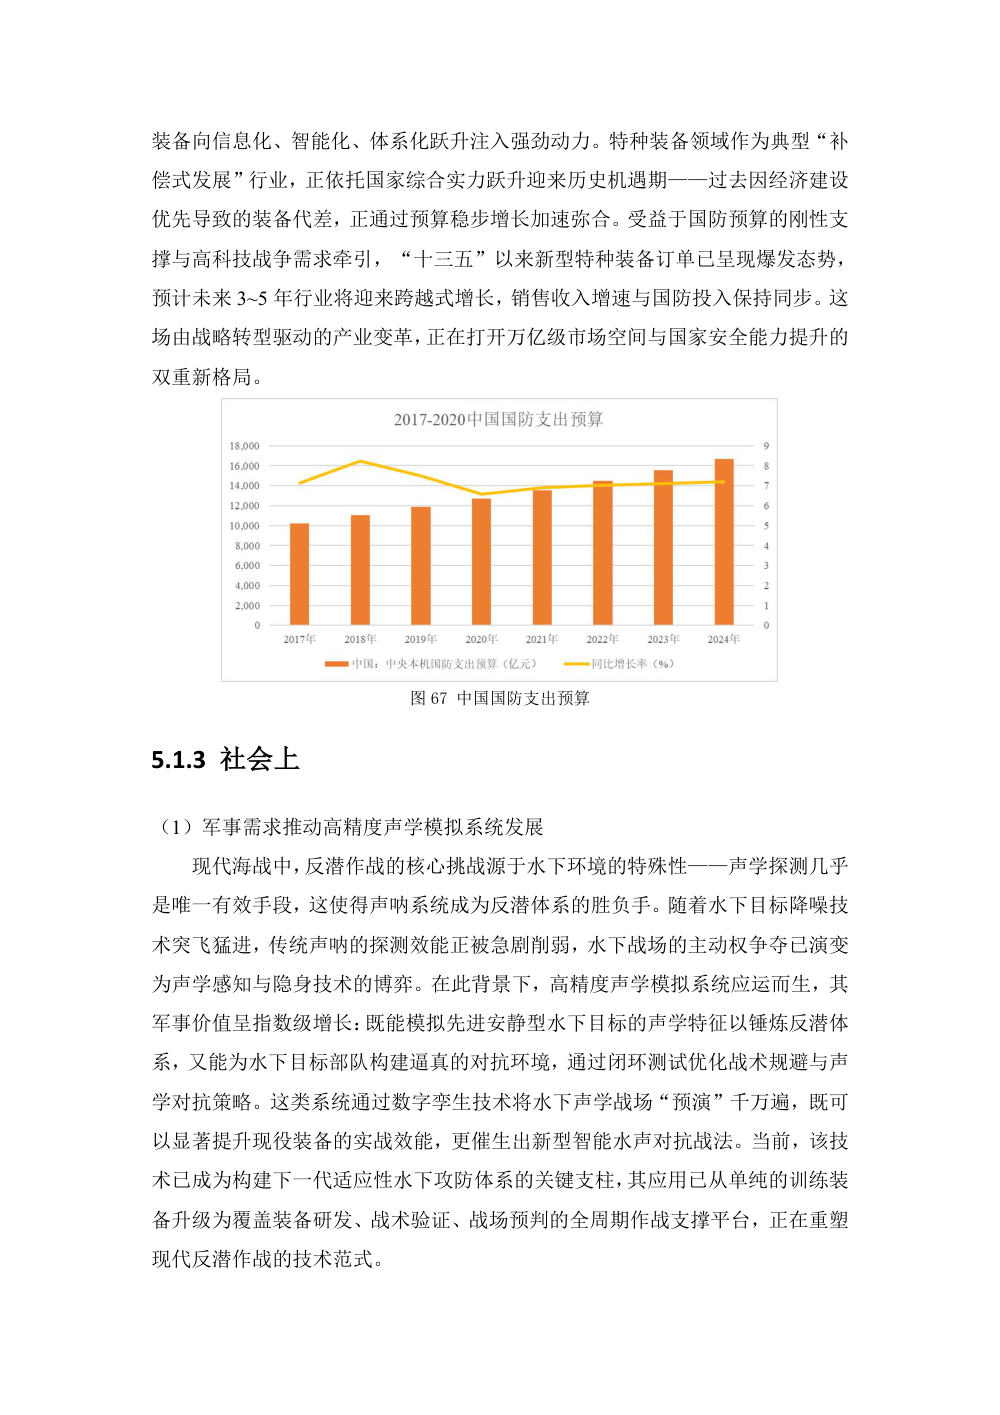 装备向信息化、智能化、体系化跃升注入强劲动力。特种装备领域作为典型“补
偿式发展”行业，正依托国家综合实力跃升迎来历史机遇期——过去因经济建设
优先导致的装备代差，正通过预算稳步增长加速弥合。受益于国防预算的刚性支
撑与高科技战争需求牵引，“十三五”以来新型特种装备订单已呈现爆发态势，
预计未来 3~5 年行业将迎来跨越式增长，销售收入增速与国防投入保持同步。这
场由战略转型驱动的产业变革，正在打开万亿级市场空间与国家安全能力提升的
双重新格局。
2017-2020中国国防支出预算
18,000 9
16,000 8
14,000 7
12,000 6
10,000 5
8,000 4
6,000 3
4,000 2
2,000 1
0 0
2017年 2018年 2019年 2020年 2021年 2022年 2023年 2024年
中国：中央本机国防支出预算（亿元） 同比增长率（%）
图 67 中国国防支出预算
5.1.3 社会上
（1）军事需求推动高精度声学模拟系统发展
现代海战中，反潜作战的核心挑战源于水下环境的特殊性——声学探测几乎
是唯一有效手段，这使得声呐系统成为反潜体系的胜负手。随着水下目标降噪技
术突飞猛进，传统声呐的探测效能正被急剧削弱，水下战场的主动权争夺已演变
为声学感知与隐身技术的博弈。在此背景下，高精度声学模拟系统应运而生，其
军事价值呈指数级增长：既能模拟先进安静型水下目标的声学特征以锤炼反潜体
系，又能为水下目标部队构建逼真的对抗环境，通过闭环测试优化战术规避与声
学对抗策略。这类系统通过数字孪生技术将水下声学战场“预演”千万遍，既可
以显著提升现役装备的实战效能，更催生出新型智能水声对抗战法。当前，该技
术已成为构建下一代适应性水下攻防体系的关键支柱，其应用已从单纯的训练装
备升级为覆盖装备研发、战术验证、战场预判的全周期作战支撑平台，正在重塑
现代反潜作战的技术范式。